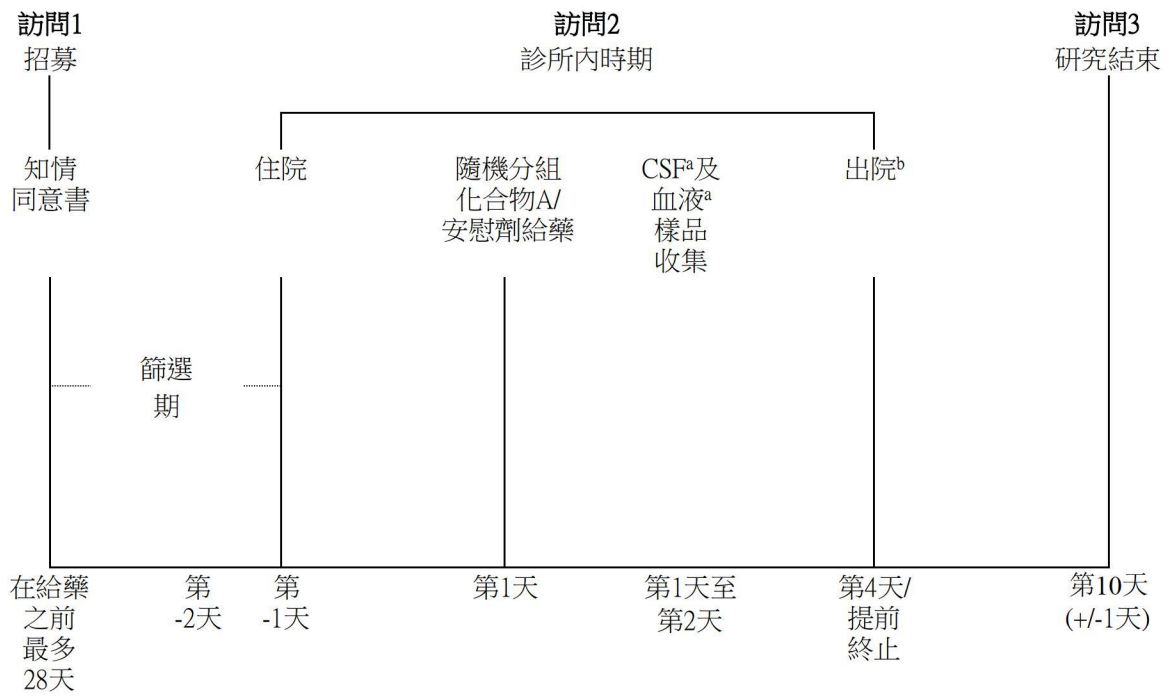 訪問1
招募
訪問2
診所內時期
訪問3
研究結束
知情
同意書
住院
隨機分組
化合物A/
安慰劑給藥
CSFᵃ及
血液ᵃ
樣品
收集
出院ᵇ
篩選
期
在給藥
之前
最多
28天
第
-2天
第
-1天
第1天
第1天至
第2天
第4天/
提前
終止
第10天
(+/-1天)